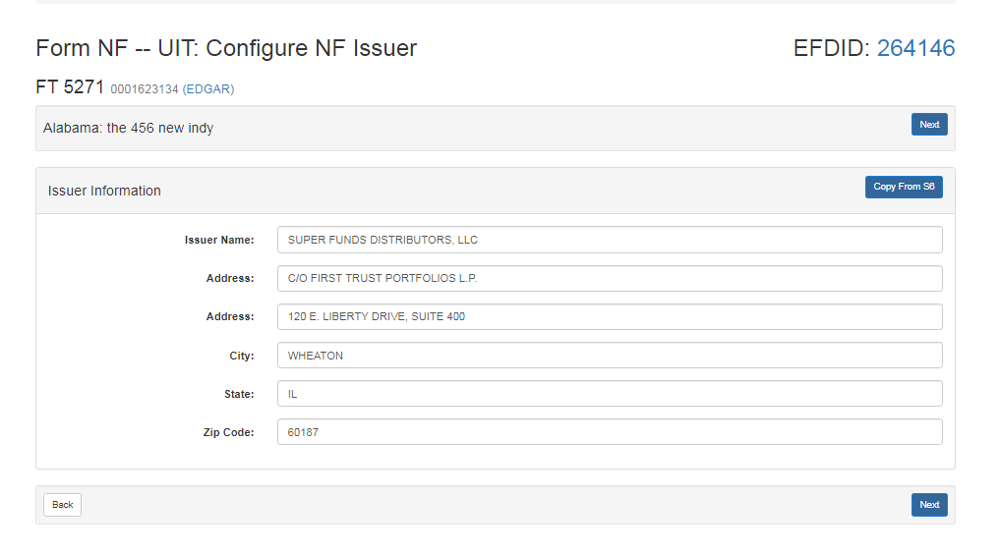 Form NF -- UIT: Configure NF Issuer EFDID: 264146
FT 5271 0001623134 (EDGAR)
Alabama: the 456 new indy Next
Issuer Information Copy From S6
Issuer Name: SUPER FUNDS DISTRIBUTORS, LLC
Address: C/O FIRST TRUST PORTFOLIOS L.P.
Address: 120 E. LIBERTY DRIVE, SUITE 400
City: WHEATON
State: IL
Zip Code: 60187
Back Next